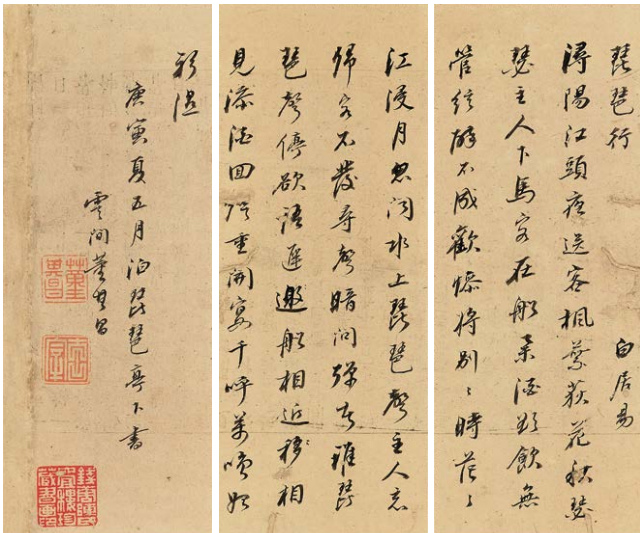 琵琶行
白居易
潯陽江頭夜送客楓葉荻花秋瑟
瑟主人下馬客在船舉酒欲飲無
管絃醉不成歡慘將別〻時茫〻
江浸月忽聞水上琵琶聲主人忘
歸客不發尋聲暗問彈者誰琵
琶聲停欲語遲邀船相近移相
見添酒回燈重開宴千呼萬喚始
衫濕
庚寅夏五月泊琵琶亭下書
雲間董其昌
董其昌